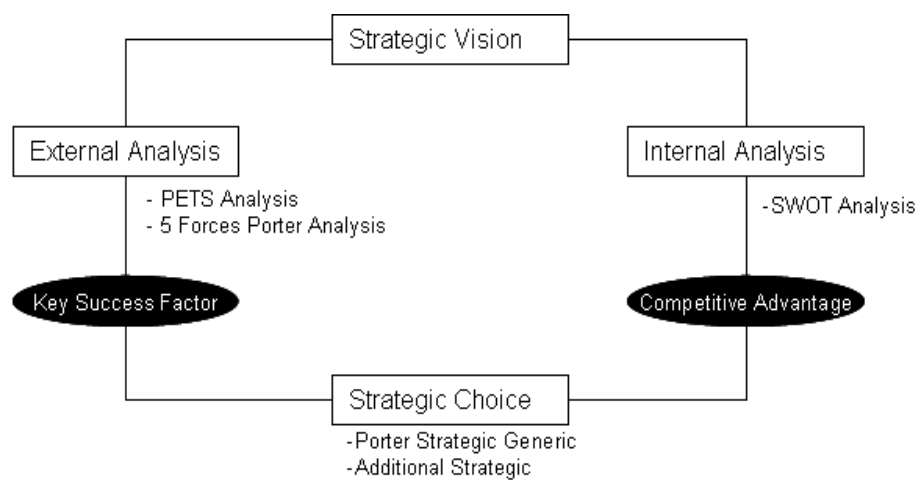 Strategic Vision
External Analysis
Internal Analysis
- PETS Analysis
- 5 Forces Porter Analysis
-SWOT Analysis
Key Success Factor
Competitive Advantage
Strategic Choice
-Porter Strategic Generic
-Additional Strategic